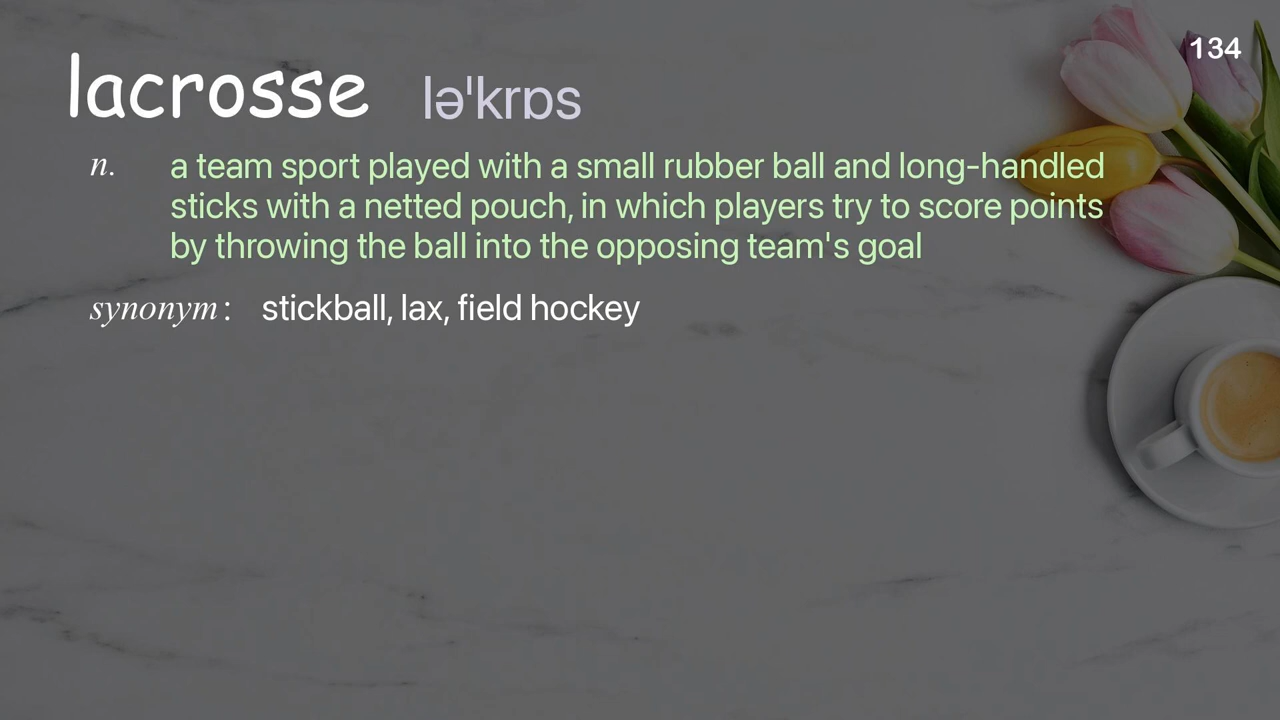 134
lacrosse ləˈkrɒs
n. a team sport played with a small rubber ball and long-handled
sticks with a netted pouch, in which players try to score points
by throwing the ball into the opposing team's goal
synonym: stickball, lax, field hockey